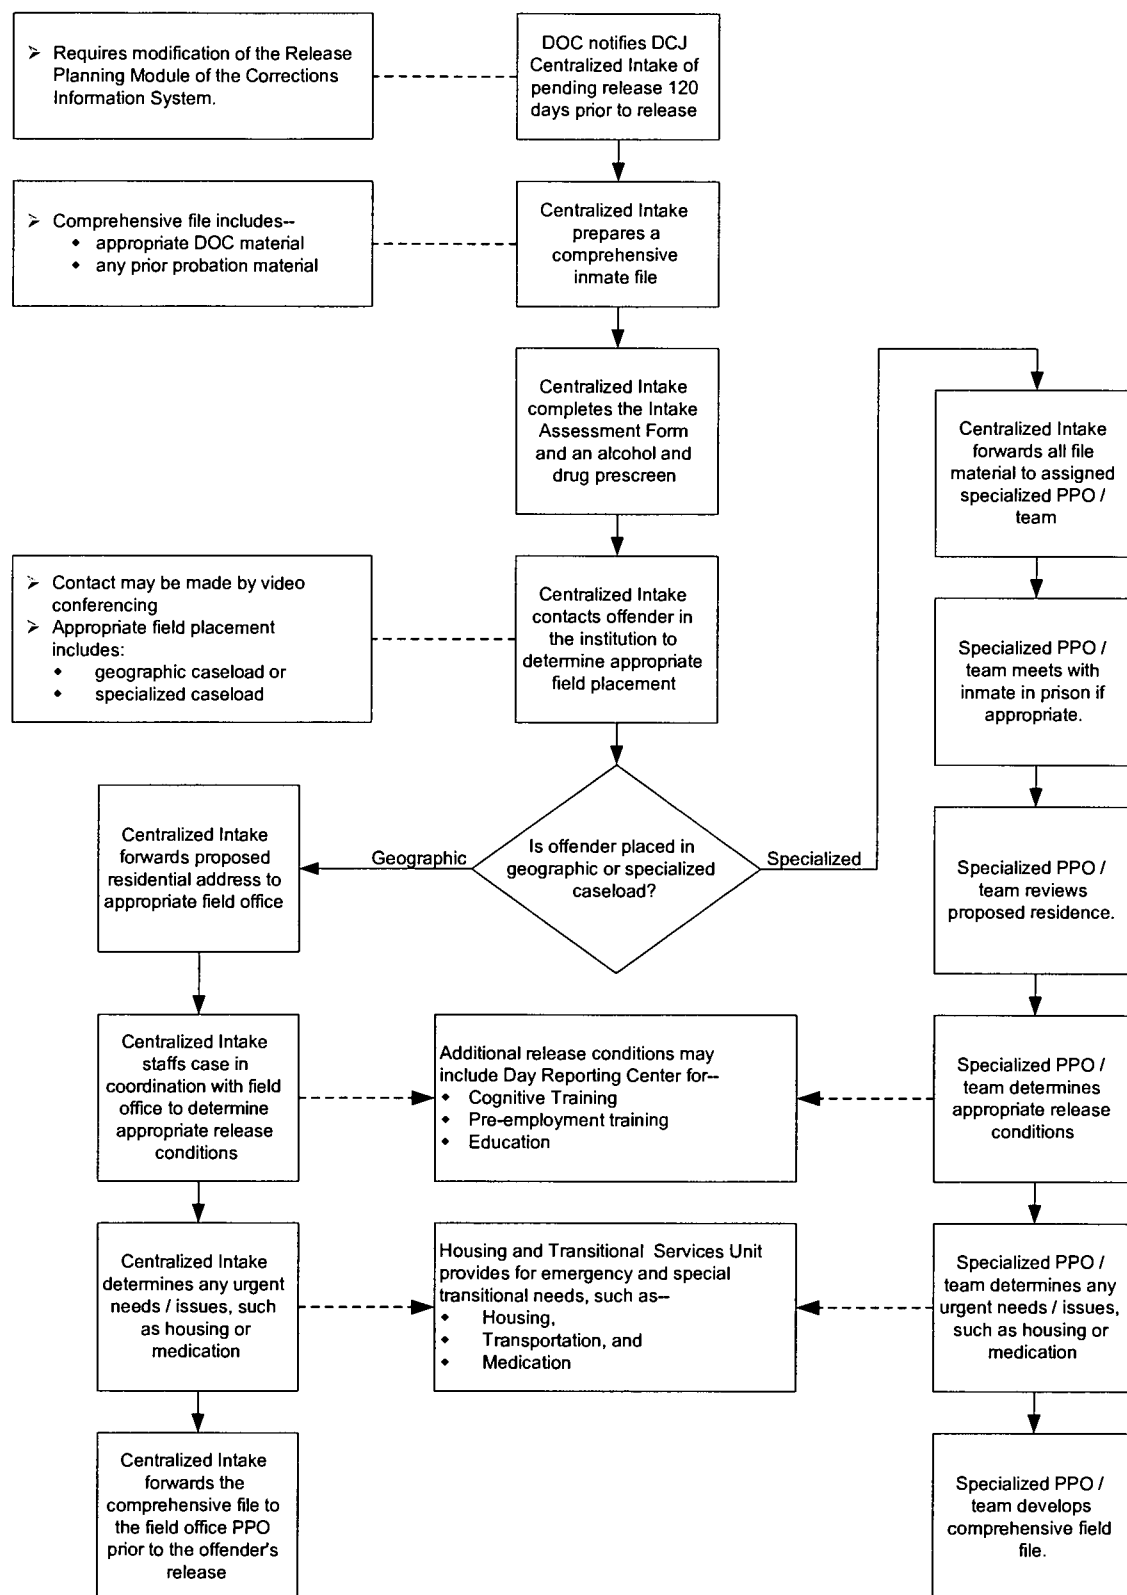 ➢ Requires modification of the Release
Planning Module of the Corrections
Information System.
DOC notifies DCJ
Centralized Intake of
pending release 120
days prior to release
➢ Comprehensive file includes--
• appropriate DOC material
• any prior probation material
Centralized Intake
prepares a
comprehensive
inmate file
Centralized Intake
completes the Intake
Assessment Form
and an alcohol and
drug prescreen
Centralized Intake
forwards all file
material to assigned
specialized PPO /
team
➢ Contact may be made by video
conferencing
➢ Appropriate field placement
includes:
• geographic caseload or
• specialized caseload
Centralized Intake
contacts offender in
the institution to
determine appropriate
field placement
Specialized PPO /
team meets with
inmate in prison if
appropriate.
Centralized Intake
forwards proposed
residential address to
appropriate field office
Geographic
Is offender placed in
geographic or specialized
caseload?
Specialized
Specialized PPO /
team reviews
proposed residence.
Centralized Intake
staffs case in
coordination with field
office to determine
appropriate release
conditions
Additional release conditions may
include Day Reporting Center for--
• Cognitive Training
• Pre-employment training
• Education
Specialized PPO /
team determines
appropriate release
conditions
Centralized Intake
determines any urgent
needs / issues, such
as housing or
medication
Housing and Transitional Services Unit
provides for emergency and special
transitional needs, such as--
• Housing,
• Transportation, and
• Medication
Specialized PPO /
team determines any
urgent needs / issues,
such as housing or
medication
Centralized Intake
forwards the
comprehensive file to
the field office PPO
prior to the offender's
release
Specialized PPO /
team develops
comprehensive field
file.